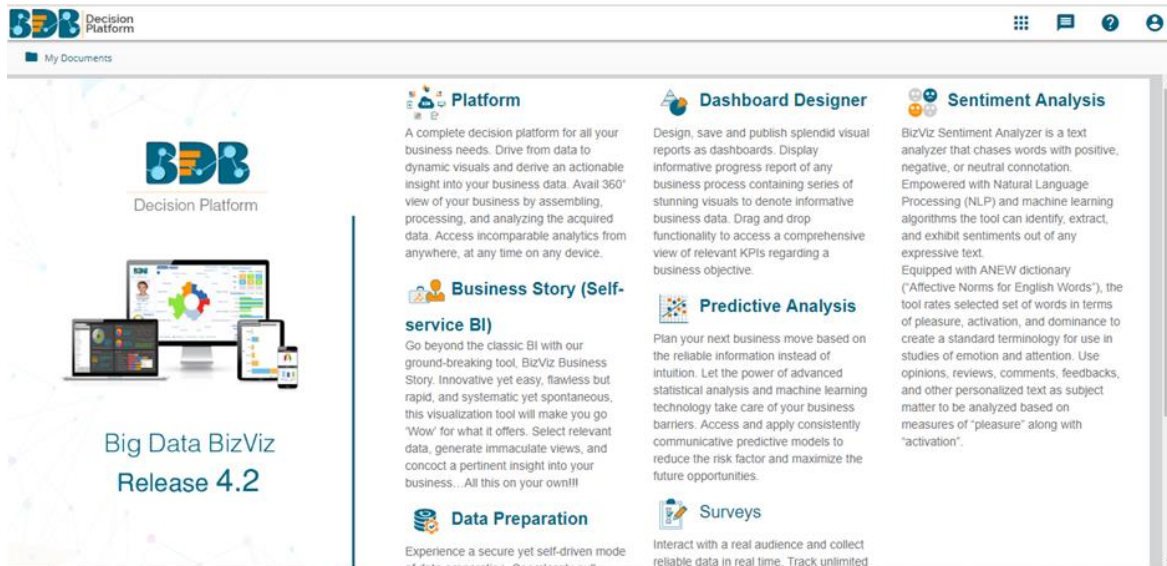 BDB Decision
Platform
My Documents
BDB
Decision Platform
Big Data BizViz
Release 4.2
Platform
A complete decision platform for all your
business needs. Drive from data to
dynamic visuals and derive an actionable
insight into your business data. Avail 360°
view of your business by assembling,
processing, and analyzing the acquired
data. Access incomparable analytics from
anywhere, at any time on any device.
Business Story (Self-
service BI)
Go beyond the classic BI with our
ground-breaking tool, BizViz Business
Story. Innovative yet easy, flawless but
rapid, and systematic yet spontaneous,
this visualization tool will make you go
'Wow' for what it offers. Select relevant
data, generate immaculate views, and
concoct a pertinent insight into your
business…All this on your own!!!
Data Preparation
Experience a secure yet self-driven mode
Dashboard Designer
Design, save and publish splendid visual
reports as dashboards. Display
informative progress report of any
business process containing series of
stunning visuals to denote informative
business data. Drag and drop
functionality to access a comprehensive
view of relevant KPIs regarding a
business objective.
Predictive Analysis
Plan your next business move based on
the reliable information instead of
intuition. Let the power of advanced
statistical analysis and machine learning
technology take care of your business
barriers. Access and apply consistently
communicative predictive models to
reduce the risk factor and maximize the
future opportunities.
Surveys
Interact with a real audience and collect
reliable data in real time. Track unlimited
Sentiment Analysis
BizViz Sentiment Analyzer is a text
analyzer that chases words with positive,
negative, or neutral connotation.
Empowered with Natural Language
Processing (NLP) and machine learning
algorithms the tool can identify, extract,
and exhibit sentiments out of any
expressive text.
Equipped with ANEW dictionary
("Affective Norms for English Words"), the
tool rates selected set of words in terms
of pleasure, activation, and dominance to
create a standard terminology for use in
studies of emotion and attention. Use
opinions, reviews, comments, feedbacks,
and other personalized text as subject
matter to be analyzed based on
measures of "pleasure" along with
"activation".